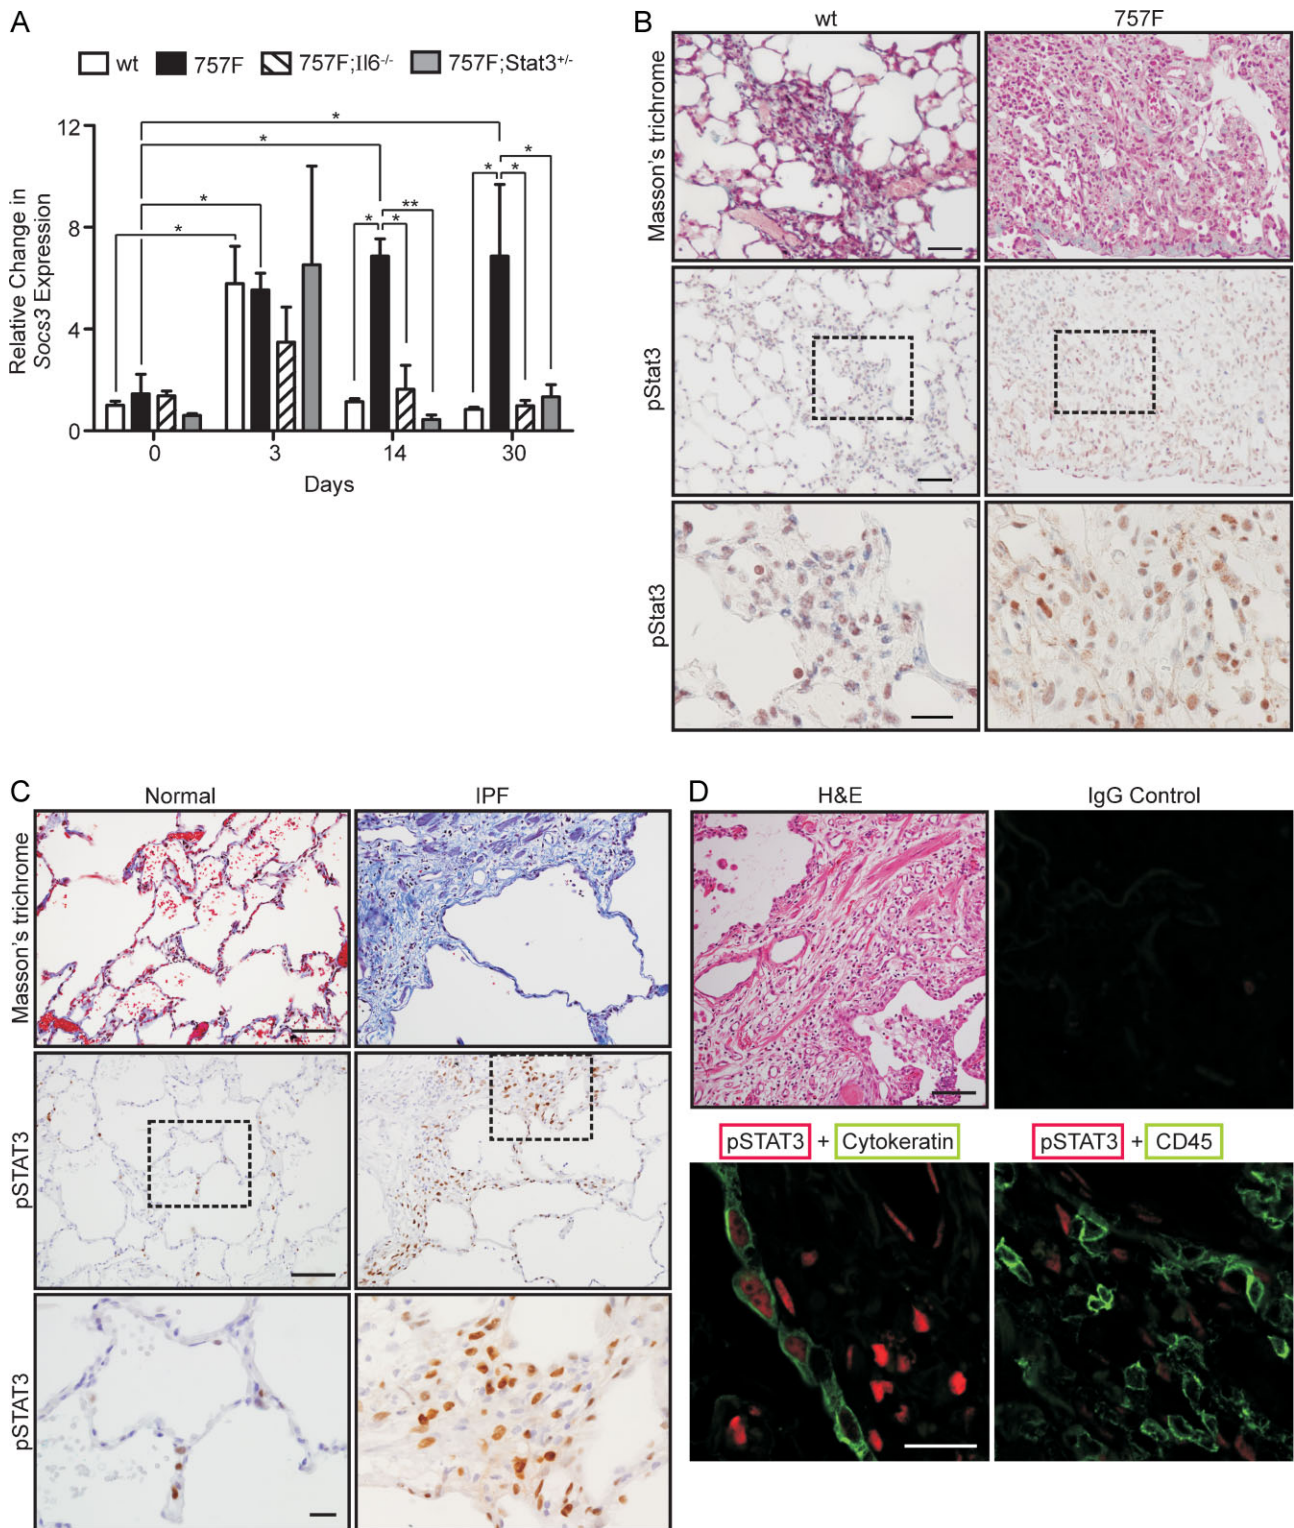 A
wt 757F 757F;Il6-/- 757F;Stat3+/-
12
8
4
0
Relative Change in
Socs3 Expression
* * * * * * * ** * * *
0 3 14 30
Days
B
wt 757F
Masson's trichrome
pStat3
pStat3
C
Normal IPF
Masson's trichrome
pSTAT3
pSTAT3
D
H&E IgG Control
pSTAT3 + Cytokeratin pSTAT3 + CD45